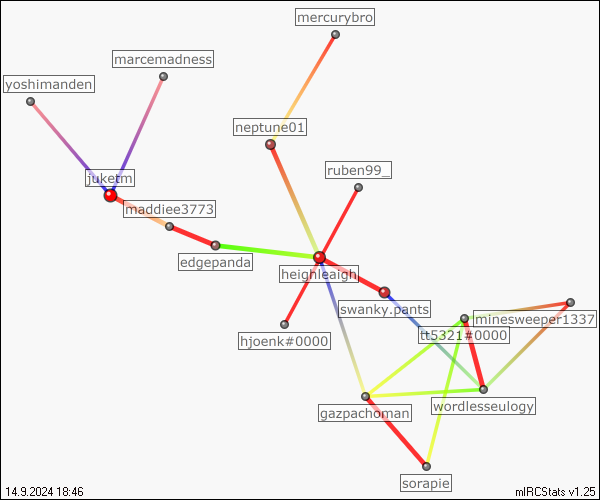 mercurybro
marcemadness
yoshimanden
neptune01
ruben99_
juketm
maddiee3773
edgepanda
heighleaigh
swanky.pants
minesweeper1337
tt5321#0000
hjoenk#0000
wordlesseulogy
gazpachoman
sorapie
14.9.2024 18:46
mIRCStats v1.25